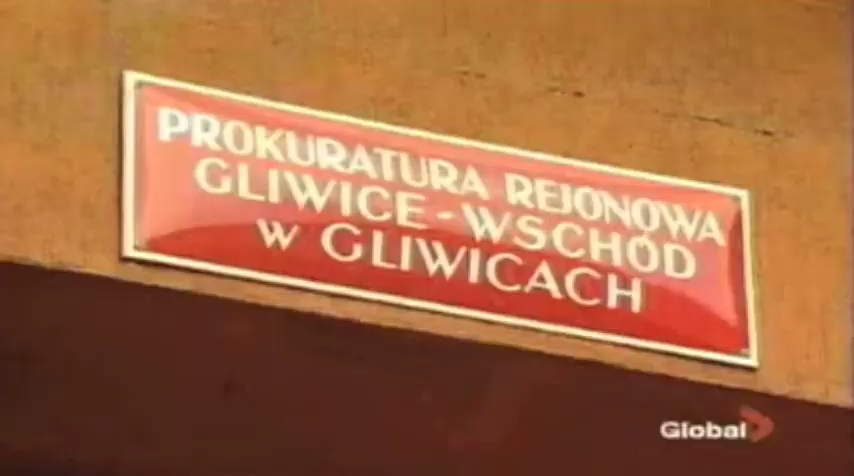 PROKURATURA REJONOWA
GLIWICE - WSCHÓD
W GLIWICACH
Global